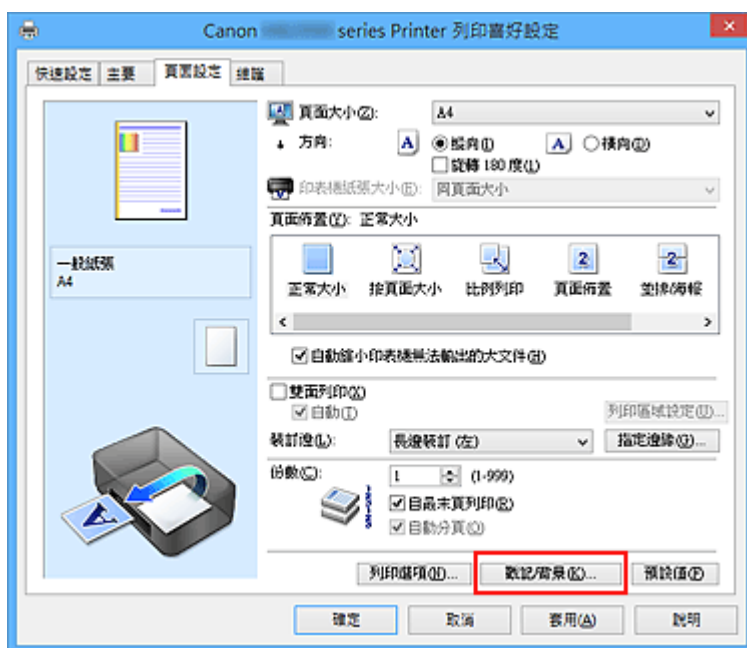 Canon series Printer 列印喜好設定
快速設定 主要 頁面設定 維護
頁面大小(Z): A4
方向: A 縱向(I) A 橫向(D)
旋轉 180 度(L)
印表機紙張大小(E): 同頁面大小
頁面佈置(Y): 正常大小
正常大小 按頁面大小 比例列印 頁面佈置 墊排/海報
一般紙張
A4
自動縮小印表機無法輸出的大文件(H)
雙面列印(X)
自動(T)
列印區域設定(U)...
裝訂邊(L): 長邊裝訂 (左) 指定邊緣(G)...
份數(C): 1 (1-999)
自最末頁列印(R)
自動分頁(O)
列印選項(N)... 戳記/背景(K)... 預設值(F)
確定 取消 套用(A) 說明